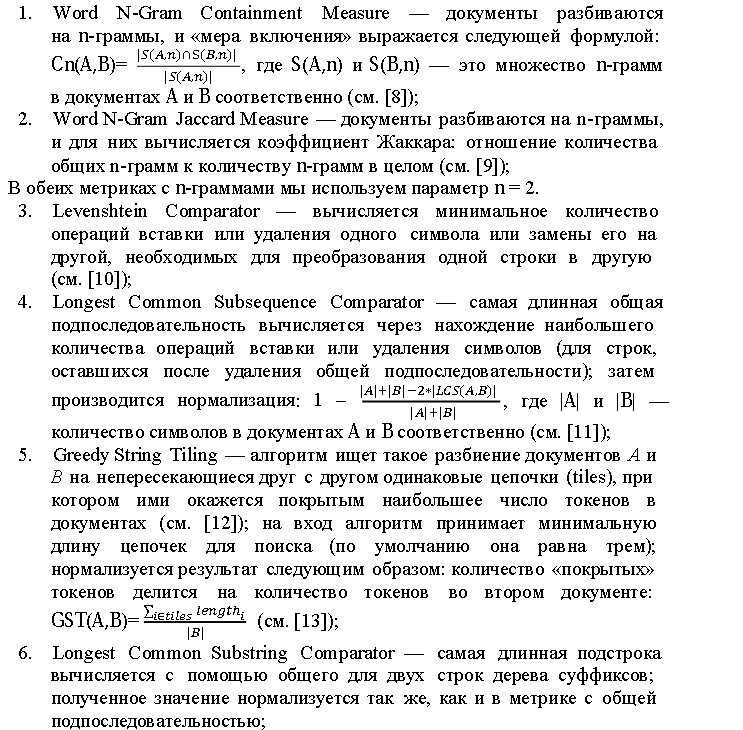 1. Word N-Gram Containment Measure — документы разбиваются
на n-граммы, и «мера включения» выражается следующей формулой:
Cn(A,B)= |S(A,n)∩S(B,n)| / |S(A,n)|, где S(A,n) и S(B,n) — это множество n-грамм
в документах A и B соответственно (см. [8]);
2. Word N-Gram Jaccard Measure — документы разбиваются на n-граммы,
и для них вычисляется коэффициент Жаккара: отношение количества
общих n-грамм к количеству n-грамм в целом (см. [9]);
В обеих метриках с n-граммами мы используем параметр n = 2.
3. Levenshtein Comparator — вычисляется минимальное количество
операций вставки или удаления одного символа или замены его на
другой, необходимых для преобразования одной строки в другую
(см. [10]);
4. Longest Common Subsequence Comparator — самая длинная общая
подпоследовательность вычисляется через нахождение наибольшего
количества операций вставки или удаления символов (для строк,
оставшихся после удаления общей подпоследовательности); затем
производится нормализация: 1 – |A|+|B|−2*|LCS(A,B)| / |A|+|B|, где |A| и |B| —
количество символов в документах A и B соответственно (см. [11]);
5. Greedy String Tiling — алгоритм ищет такое разбиение документов A и
B на непересекающиеся друг с другом одинаковые цепочки (tiles), при
котором ими окажется покрытым наибольшее число токенов в
документах (см. [12]); на вход алгоритм принимает минимальную
длину цепочек для поиска (по умолчанию она равна трем);
нормализуется результат следующим образом: количество «покрытых»
токенов делится на количество токенов во втором документе:
GST(A,B)= ∑i∈tiles lengthi / |B| (см. [13]);
6. Longest Common Substring Comparator — самая длинная подстрока
вычисляется с помощью общего для двух строк дерева суффиксов;
полученное значение нормализуется так же, как и в метрике с общей
подпоследовательностью;